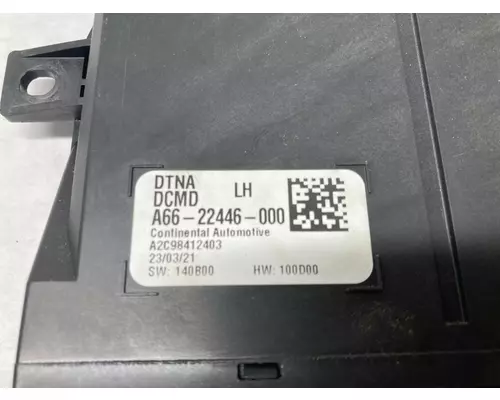 DTNA
DCMD LH
A66-22446-000
Continental Automotive
A2C98412403
23/03/21
SW: 140800 HW: 100D00